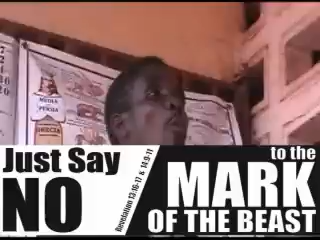 MEDIA
PERSIA
GRECIA
Just Say
NO
Revelation 13:16-17 & 14:9-11
to the
MARK
OF THE BEAST